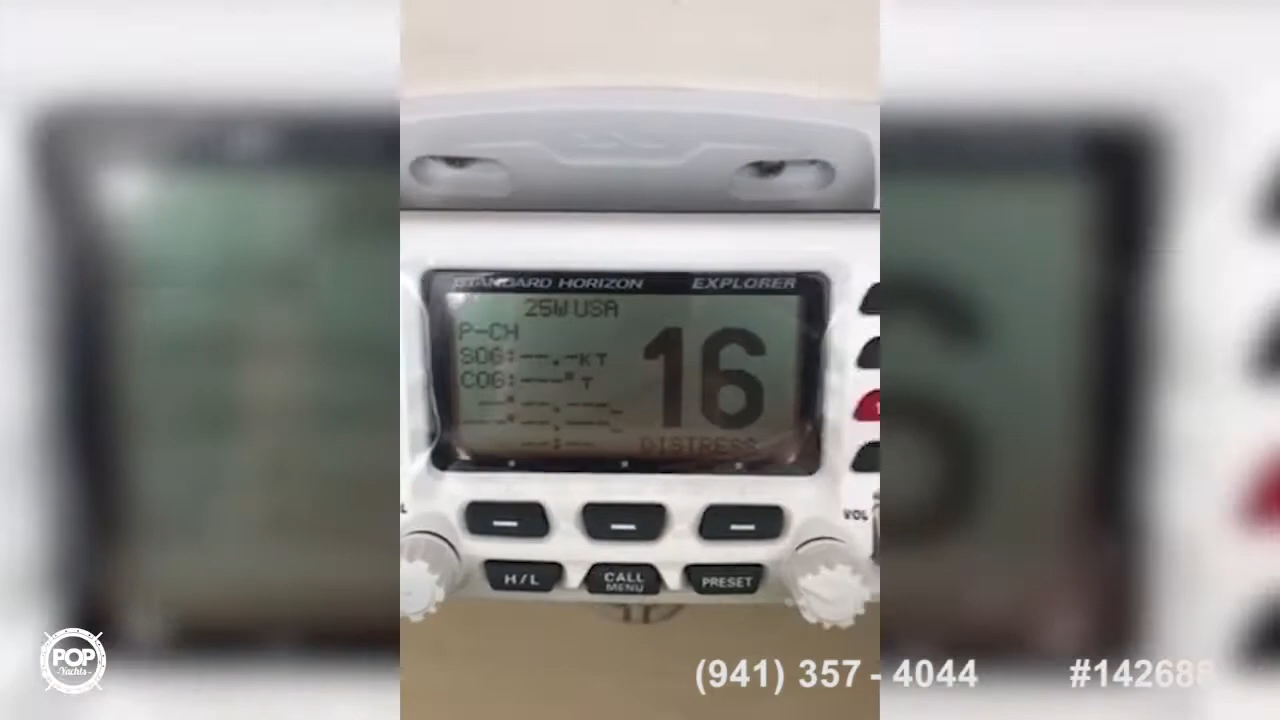 STANDARD HORIZON EXPLORER
25W USA
P-CH
SOG:--.-KT
COG:---°T
16
DISTRESS
VOL
H/L
CALL
MENU
PRESET
POP
Yachts
(941) 357 - 4044 #142688